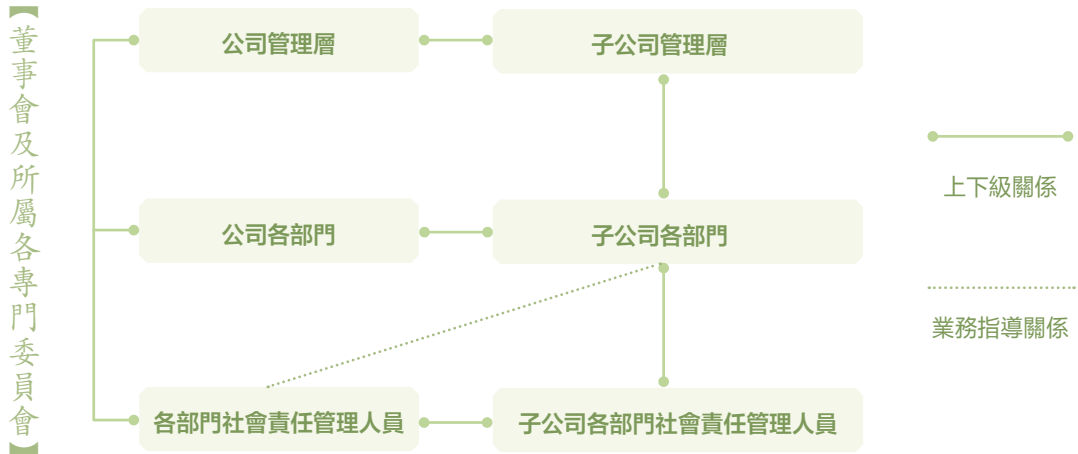 【董事會及所屬各專門委員會】
公司管理層
子公司管理層
公司各部門
子公司各部門
各部門社會責任管理人員
子公司各部門社會責任管理人員
上下級關係
業務指導關係